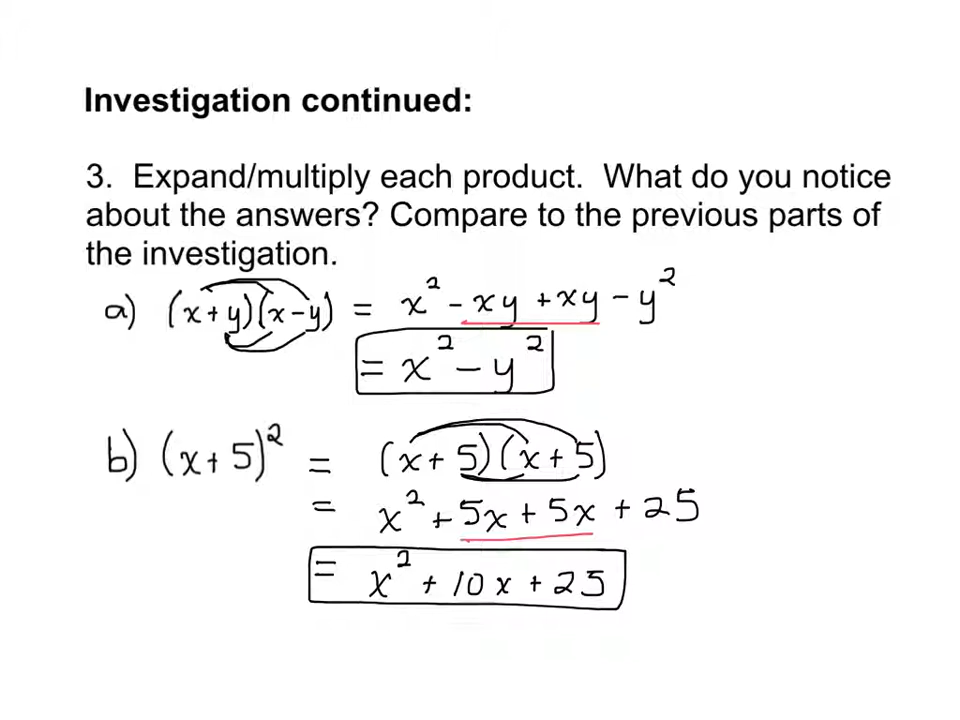 Investigation continued:
3. Expand/multiply each product. What do you notice
about the answers? Compare to the previous parts of
the investigation.
a) (x+y)(x-y) = x² - xy + xy - y²
= x² - y²
b) (x+5)² = (x+5)(x+5)
= x² + 5x + 5x + 25
= x² + 10x + 25